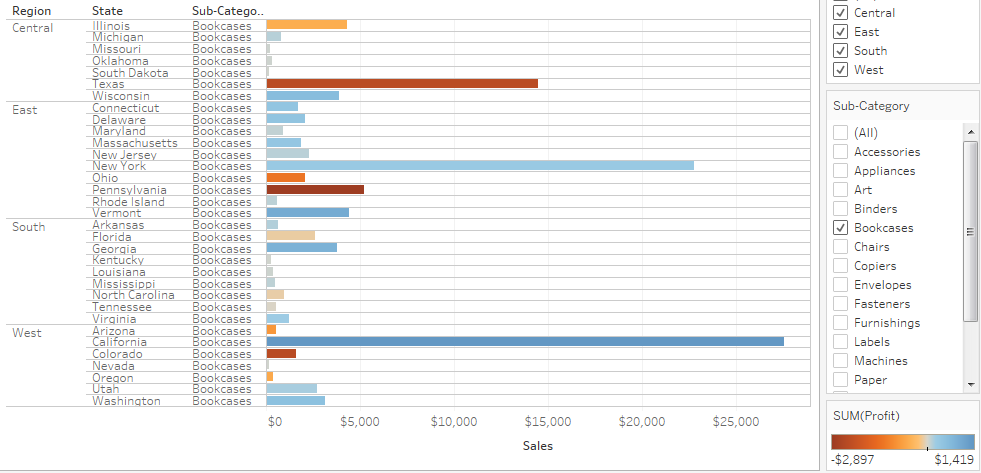 Region State Sub-Catego..
Central Illinois Bookcases
Michigan Bookcases
Missouri Bookcases
Oklahoma Bookcases
South Dakota Bookcases
Texas Bookcases
Wisconsin Bookcases
East Connecticut Bookcases
Delaware Bookcases
Maryland Bookcases
Massachusetts Bookcases
New Jersey Bookcases
New York Bookcases
Ohio Bookcases
Pennsylvania Bookcases
Rhode Island Bookcases
Vermont Bookcases
South Arkansas Bookcases
Florida Bookcases
Georgia Bookcases
Kentucky Bookcases
Louisiana Bookcases
Mississippi Bookcases
North Carolina Bookcases
Tennessee Bookcases
Virginia Bookcases
West Arizona Bookcases
California Bookcases
Colorado Bookcases
Nevada Bookcases
Oregon Bookcases
Utah Bookcases
Washington Bookcases
$0 $5,000 $10,000 $15,000 $20,000 $25,000
Sales
Central
East
South
West
Sub-Category
(All)
Accessories
Appliances
Art
Binders
Bookcases
Chairs
Copiers
Envelopes
Fasteners
Furnishings
Labels
Machines
Paper
SUM(Profit)
-$2,897 $1,419